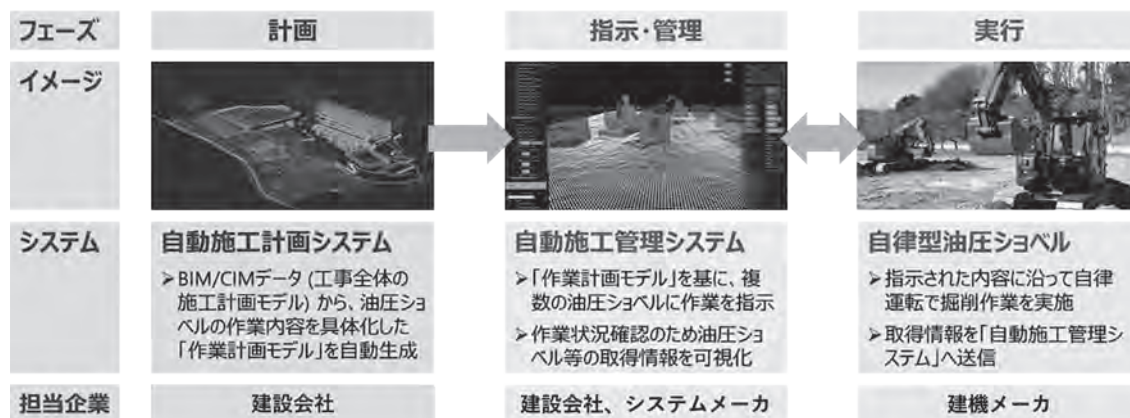 フェーズ 計画 指示・管理 実行
イメージ
システム
自動施工計画システム
➢BIM/CIMデータ (工事全体の
施工計画モデル) から、油圧ショ
ベルの作業内容を具体化した
「作業計画モデル」を自動生成
自動施工管理システム
➢「作業計画モデル」を基に、複
数の油圧ショベルに作業を指示
➢作業状況確認のため油圧ショ
ベル等の取得情報を可視化
自律型油圧ショベル
➢指示された内容に沿って自律
運転で掘削作業を実施
➢取得情報を「自動施工管理シ
ステム」へ送信
担当企業 建設会社 建設会社、システムメーカ 建機メーカ